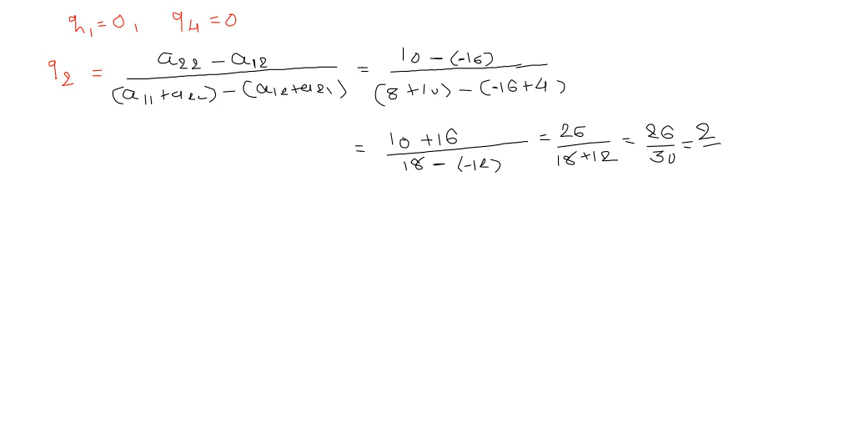 q₁ = 0, q₄ = 0
q₂ = (a₂₂ - a₁₂) / ((a₁₁ + a₂₂) - (a₁₂ + a₂₁)) = (10 - (-16)) / ((8 + 10) - (-16 + 4))
= (10 + 16) / (18 - (-12)) = 26 / (18 + 12) = 26/30 = 2